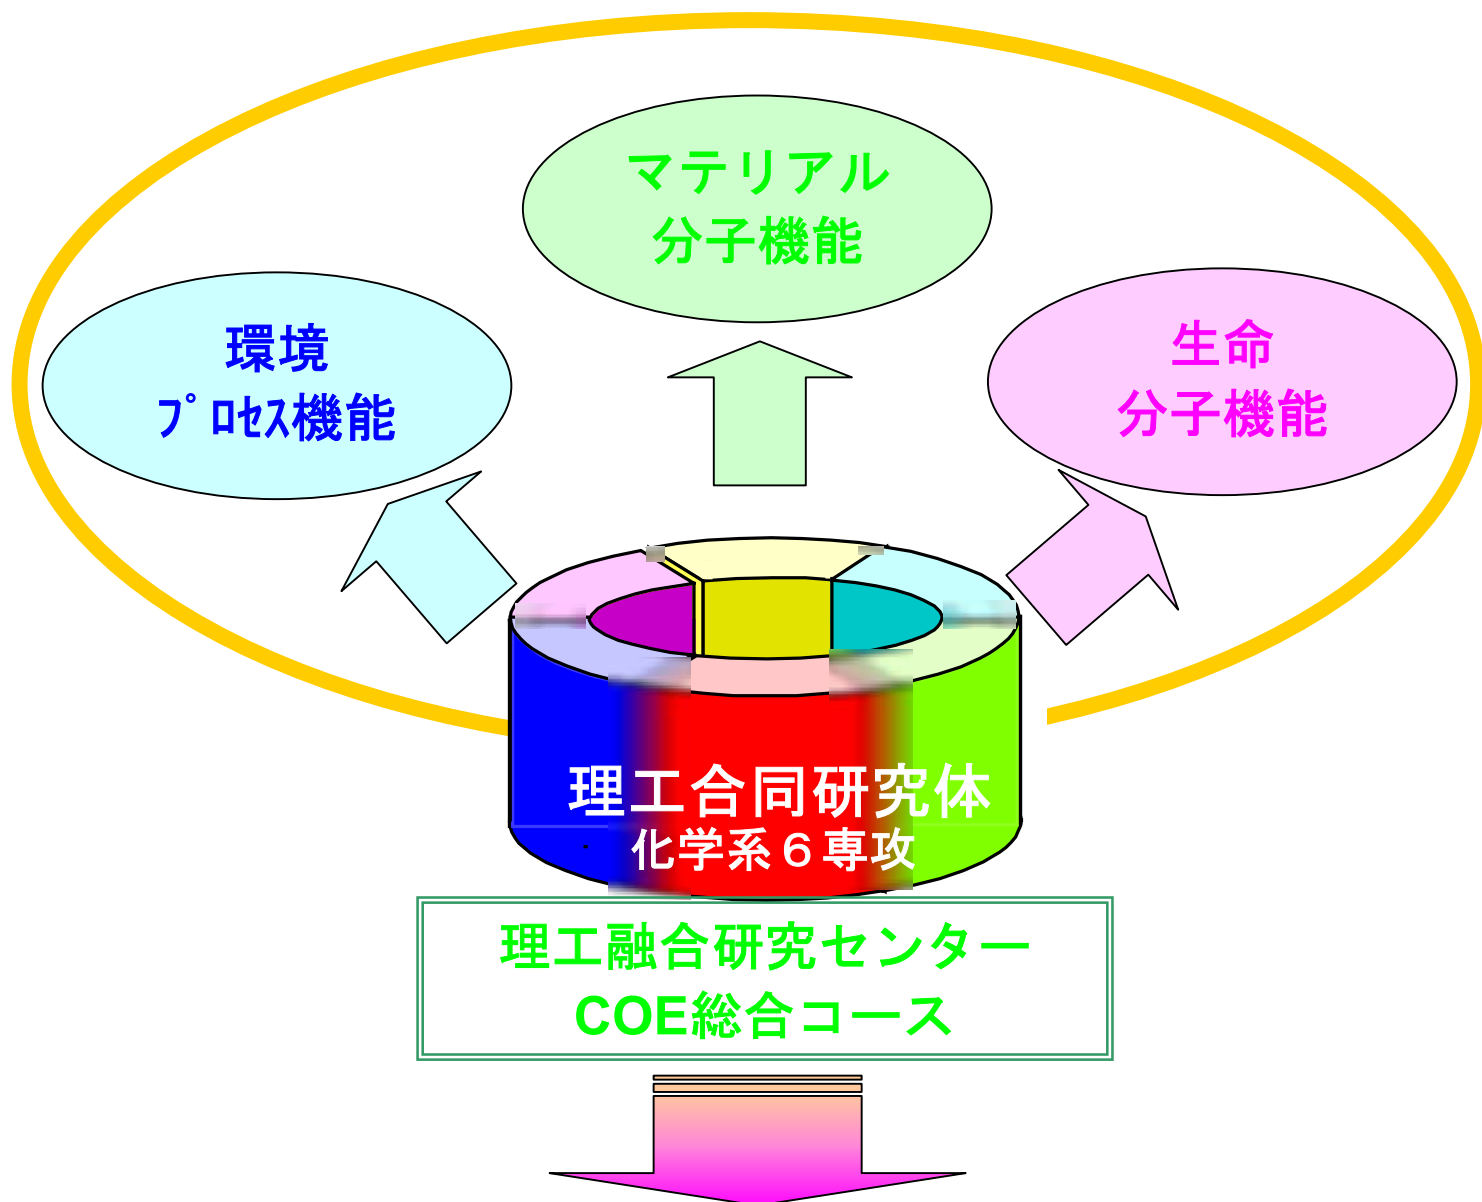 マテリアル
分子機能
環境
ﾌﾟﾛｾｽ機能
生命
分子機能
理工合同研究体
化学系６専攻
理工融合研究センター
COE総合コース